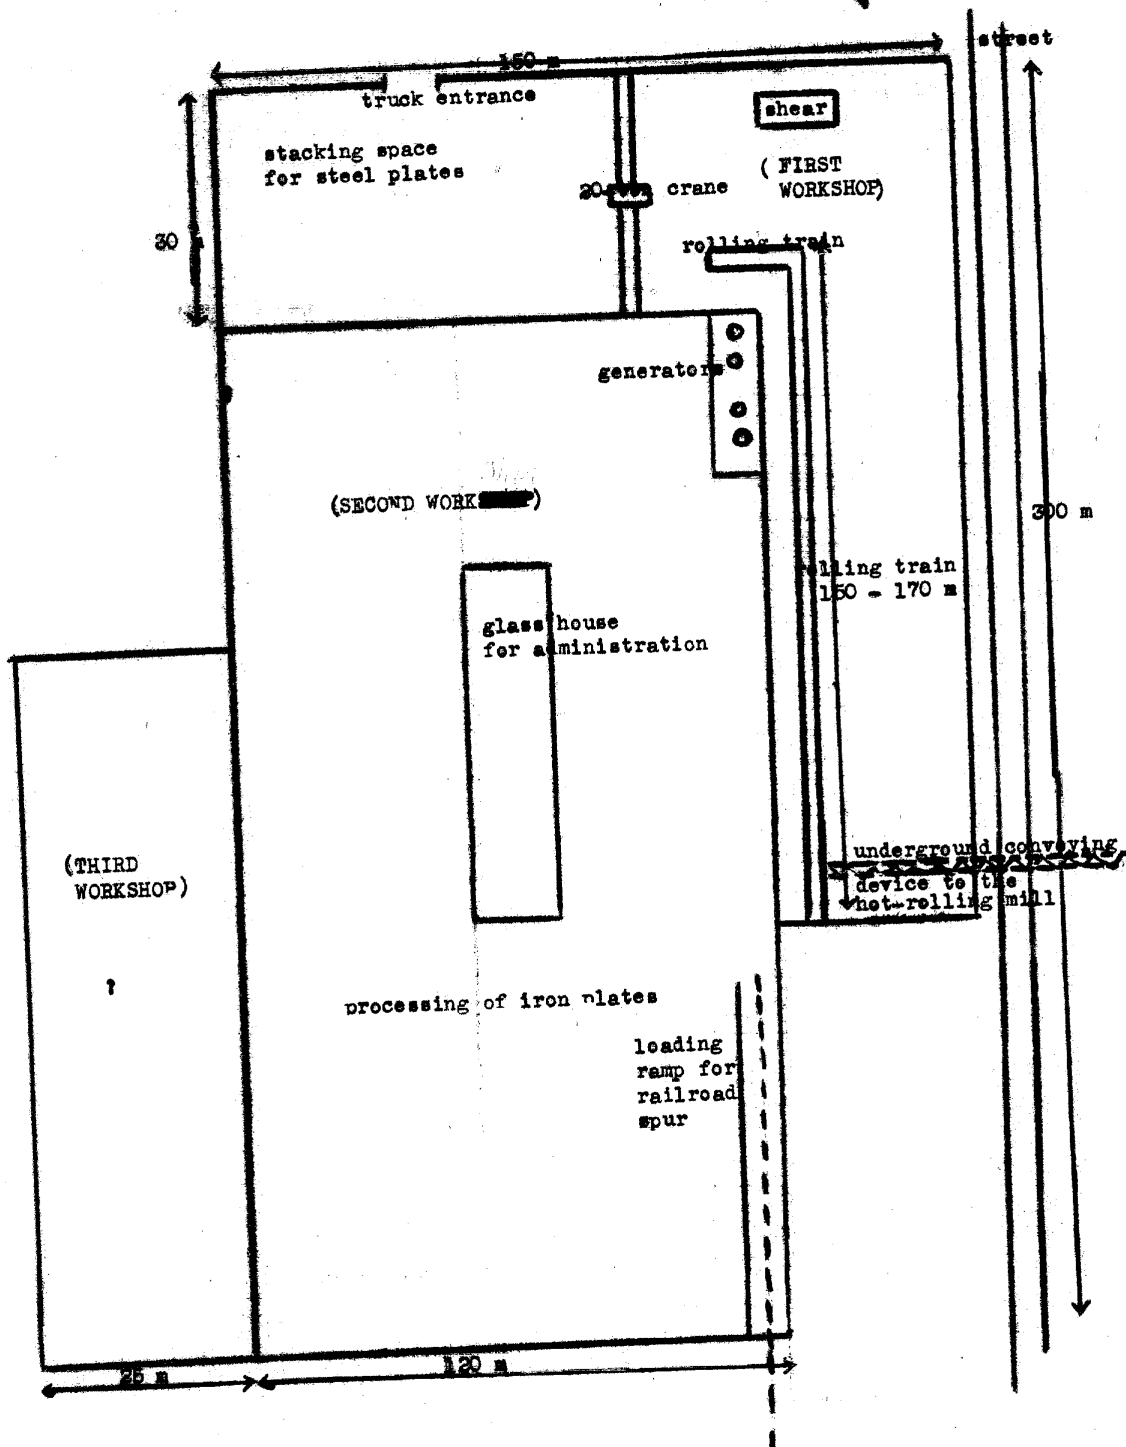 street
150 m
truck entrance
shear
stacking space
for steel plates
(FIRST
WORKSHOP)
crane
30 m
rolling train
generators
(SECOND WORK
300 m
rolling train
150 - 170 m
glass house
for administration
underground conveying
device to the
hot-rolling mill
(THIRD
WORKSHOP)
?
processing of iron plates
loading
ramp for
railroad
spur
25 m
120 m